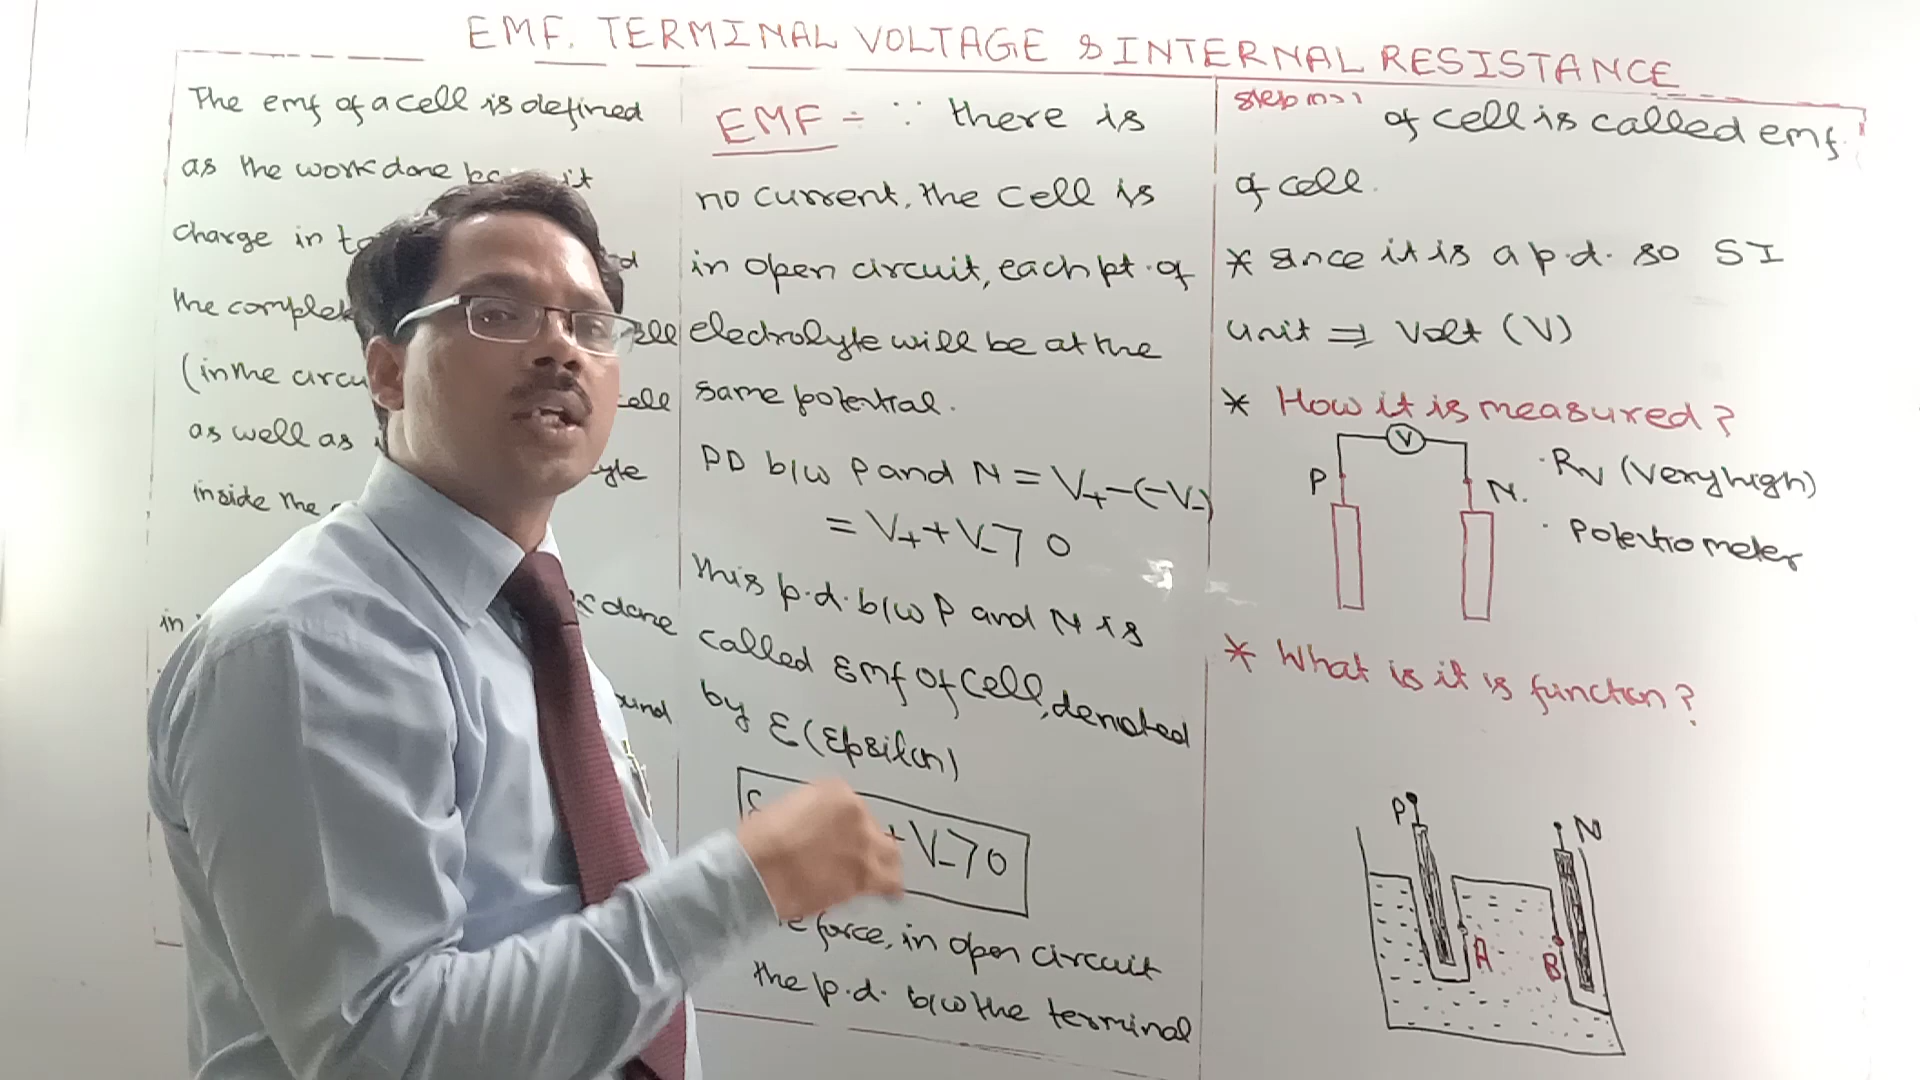 EMF, TERMINAL VOLTAGE & INTERNAL RESISTANCE
The emf of a cell is defined
as the work done
charge in
the
(in the
as well as
inside the
in
done
EMF :- ∵ there is
no current, the cell is
in open circuit, each pt. of
electrolyte will be at the
same potential.
PD b/w P and N = V₊ - (-V₋)
= V₊ + V₋ > 0
This p.d. b/w P and N is
called Emf of cell, denoted
by Ɛ (Epsilon)
+ V₋ > 0
force, in open circuit
the p.d. b/w the terminal
of cell is called emf
of cell.
* since it is a p.d. so SI
unit ⇒ Volt (V)
* How it is measured?
V
P
N.
· Rv (Very high)
· Potentiometer
* What is it is function?
P
N
A
B